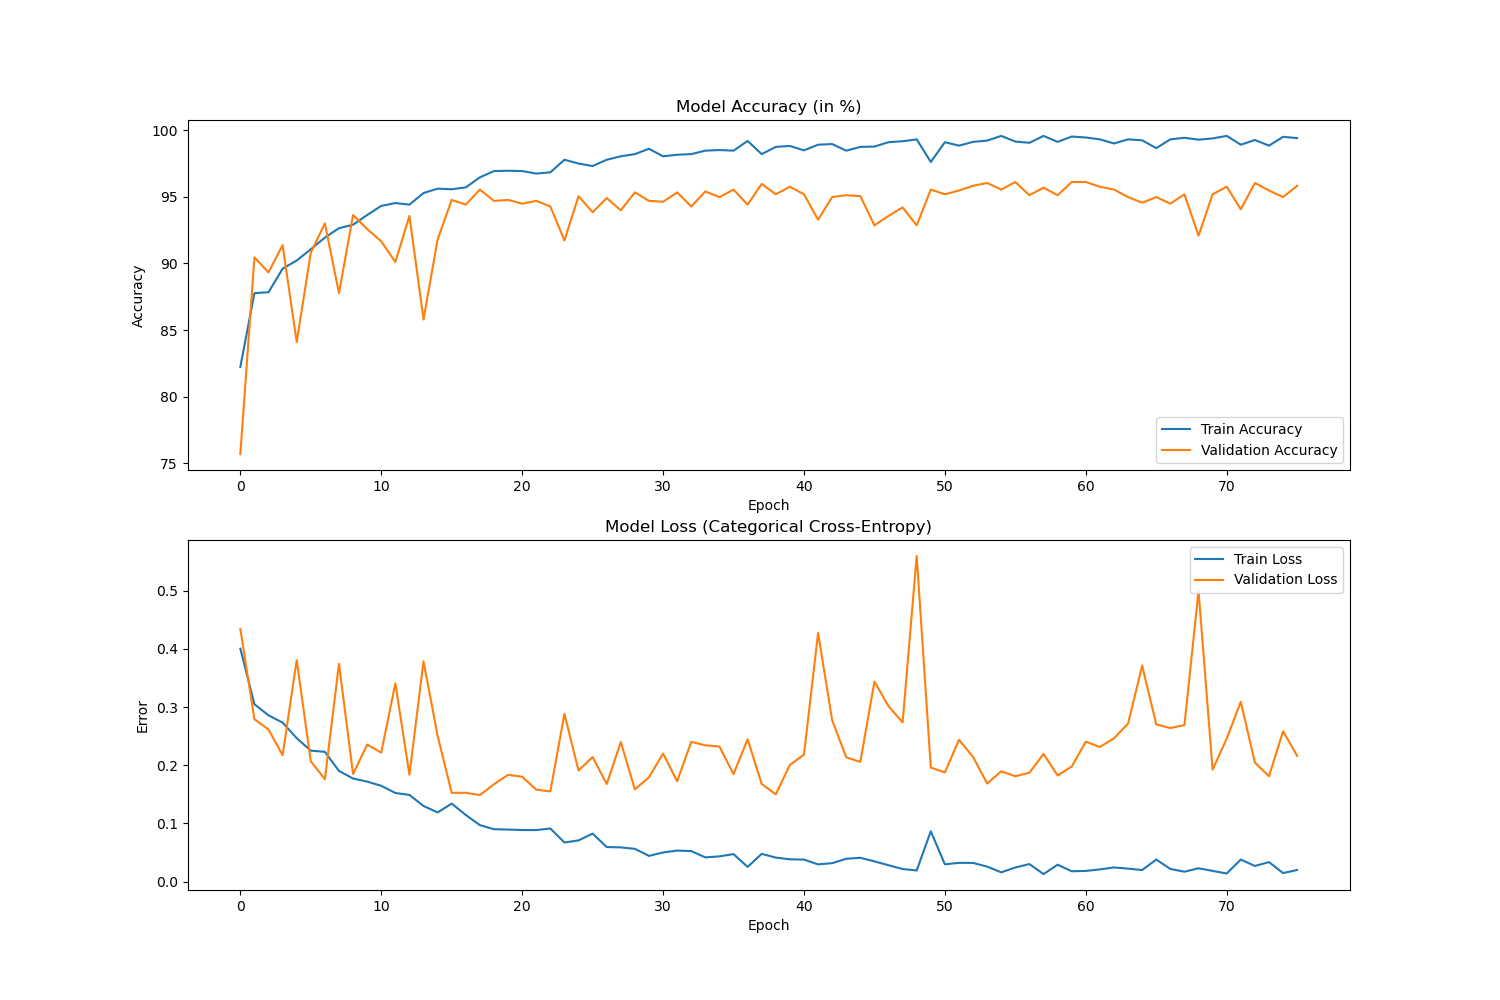 Model Accuracy (in %)
100
95
90
85
80
75
Accuracy
Train Accuracy
Validation Accuracy
0 10 20 30 40 50 60 70
Epoch
Model Loss (Categorical Cross-Entropy)
Train Loss
Validation Loss
0.5
0.4
0.3
0.2
0.1
0.0
Error
0 10 20 30 40 50 60 70
Epoch